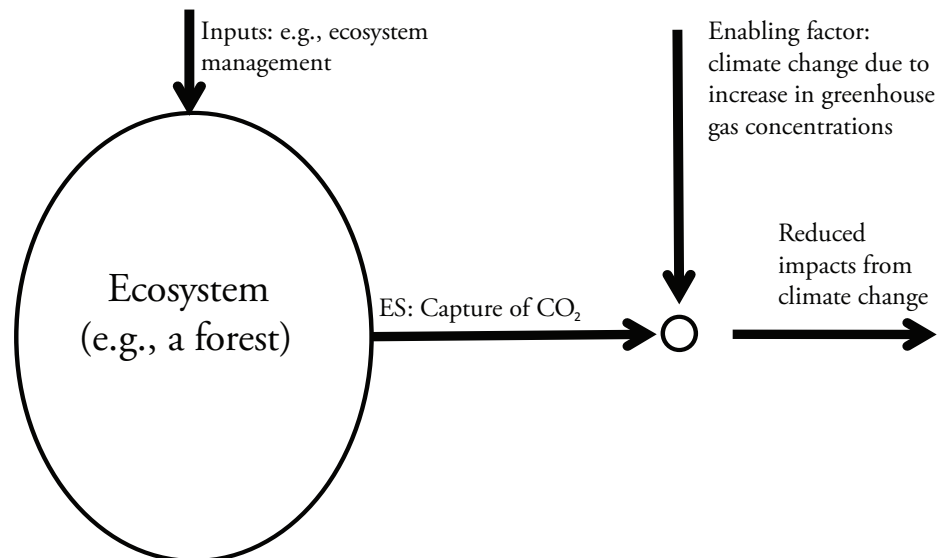 Inputs: e.g., ecosystem
management
Enabling factor:
climate change due to
increase in greenhouse
gas concentrations
Ecosystem
(e.g., a forest)
ES: Capture of CO₂
Reduced
impacts from
climate change